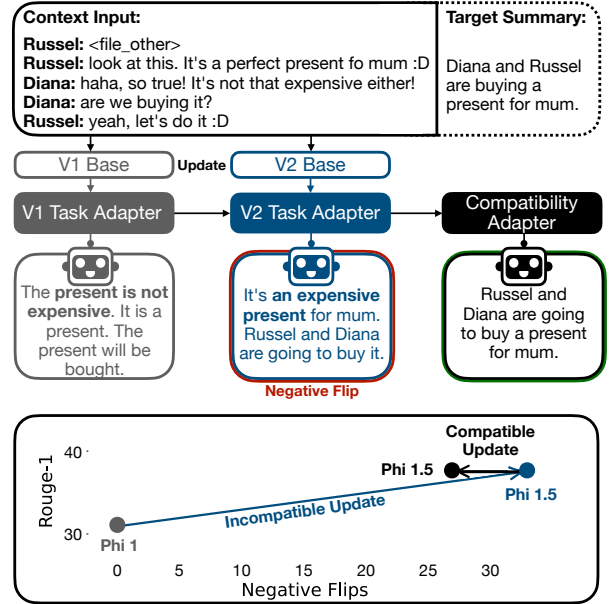 Context Input:
Russel: <file_other>
Russel: look at this. It's a perfect present fo mum :D
Diana: haha, so true! It's not that expensive either!
Diana: are we buying it?
Russel: yeah, let's do it :D
Target Summary:
Diana and Russel
are buying a
present for mum.
V1 Base
Update
V2 Base
V1 Task Adapter
V2 Task Adapter
Compatibility
Adapter
The present is not
expensive. It is a
present. The
present will be
bought.
It's an expensive
present for mum.
Russel and Diana
are going to buy it.
Negative Flip
Russel and
Diana are going
to buy a present
for mum.
Rouge-1
40
30
Compatible
Update
Phi 1.5
Phi 1.5
Incompatible Update
Phi 1
0 5 10 15 20 25 30
Negative Flips